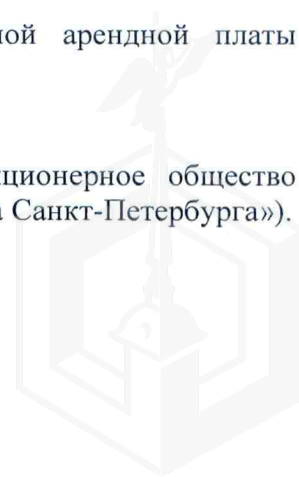 ной арендной платы
ционерное общество
Санкт-Петербурга»).